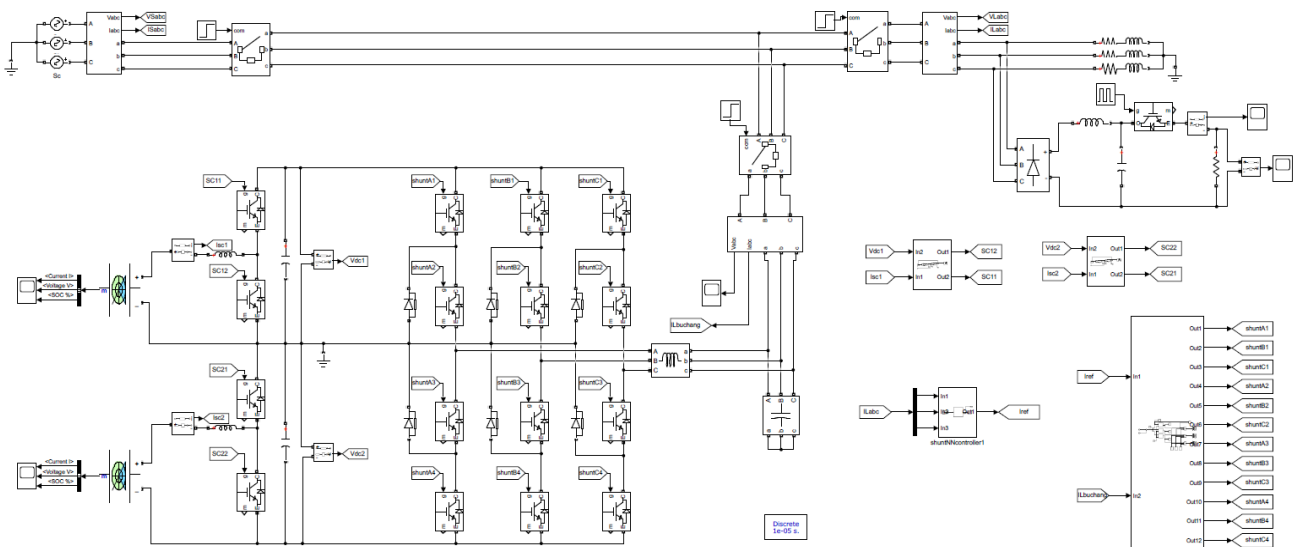 Vabc
Iabc
VSabc
ISabc
A
B
C
a
b
c
Sc
com
A
B
C
a
b
c
com
A
B
C
a
b
c
Vabc
Iabc
VLabc
ILabc
A
B
C
a
b
c
g
m
D
E
A
B
C
+
-
com
A B C
a b c
A B C
Vabc
Iabc
a b c
ILbuchang
A
B
C
a
b
c
A B C
a b c
SC11
Isc1
SC12
Vdc1
SC21
Isc2
SC22
Vdc2
<Current I>
<Voltage V>
<SOC %>
m
<Current I>
<Voltage V>
<SOC %>
m
shuntA1
shuntB1
shuntC1
shuntA2
shuntB2
shuntC2
shuntA3
shuntB3
shuntC3
shuntA4
shuntB4
shuntC4
Vdc1
In2
Out1
SC12
Isc1
In1
Out2
SC11
Vdc2
In2
Out1
SC22
Isc2
In1
Out2
SC21
ILabc
In1
In2
In3
Out1
Iref
shuntNNcontroller1
Iref
In1
ILbuchang
In2
Out1
shuntA1
Out2
shuntB1
Out3
shuntC1
Out4
shuntA2
Out5
shuntB2
Out6
shuntC2
Out7
shuntA3
Out8
shuntB3
Out9
shuntC3
Out10
shuntA4
Out11
shuntB4
Out12
shuntC4
Discrete
1e-05 s.